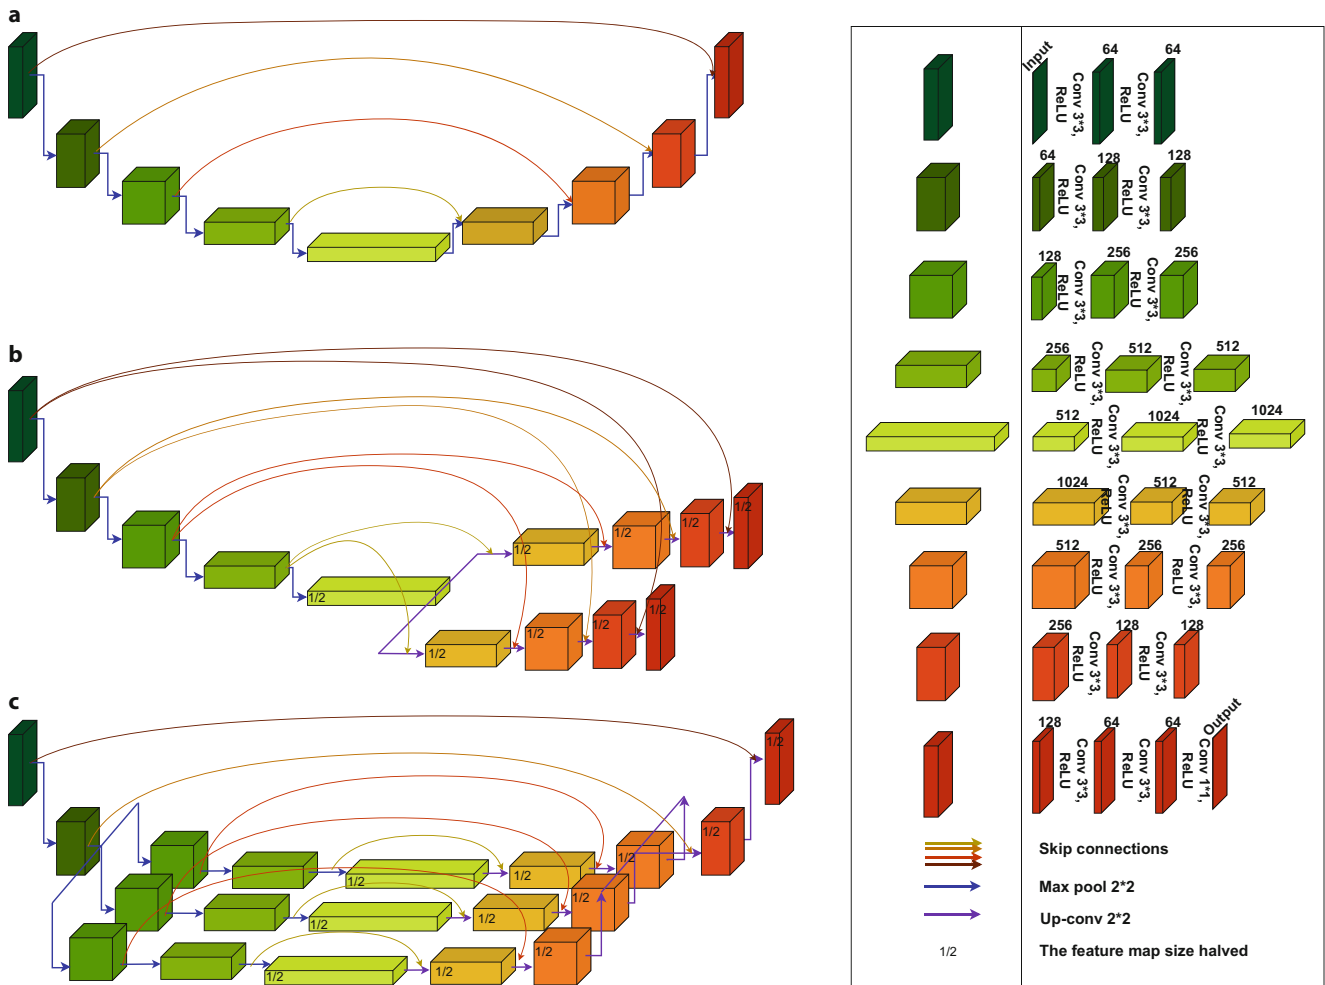 a
b
1/2
1/2
1/2
1/2
1/2
1/2
1/2
1/2
1/2
c
1/2
1/2
1/2
1/2
1/2
1/2
1/2
1/2
1/2
1/2
1/2
Input
Conv 3*3,
ReLU
64
Conv 3*3,
ReLU
64
64
Conv 3*3,
ReLU
128
Conv 3*3,
ReLU
128
128
Conv 3*3,
ReLU
256
Conv 3*3,
ReLU
256
256
Conv 3*3,
ReLU
512
Conv 3*3,
ReLU
512
512
Conv 3*3,
ReLU
1024
Conv 3*3,
ReLU
1024
1024
Conv 3*3,
ReLU
512
Conv 3*3,
ReLU
512
512
Conv 3*3,
ReLU
256
Conv 3*3,
ReLU
256
256
Conv 3*3,
ReLU
128
Conv 3*3,
ReLU
128
128
Conv 3*3,
ReLU
64
Conv 3*3,
ReLU
64
Conv 1*1,
ReLU
Output
Skip connections
Max pool 2*2
Up-conv 2*2
1/2 The feature map size halved